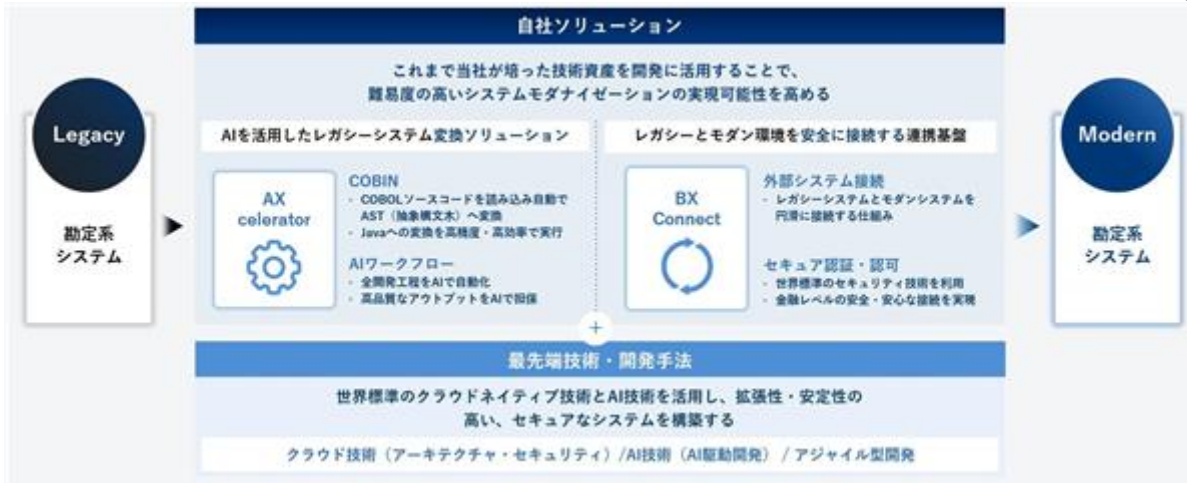 自社ソリューション
これまで当社が培った技術資産を開発に活用することで、
難易度の高いシステムモダナイゼーションの実現可能性を高める
Legacy
勘定系
システム
AIを活用したレガシーシステム変換ソリューション
AX
celerator
COBIN
・ COBOLソースコードを読み込み自動で
AST（抽象構文木）へ変換
・ Javaへの変換を高精度・高効率で実行
AIワークフロー
・ 全開発工程をAIで自動化
・ 高品質なアウトプットをAIで担保
レガシーとモダン環境を安全に接続する連携基盤
BX
Connect
外部システム接続
・ レガシーシステムとモダンシステムを
円滑に接続する仕組み
セキュア認証・認可
・ 世界標準のセキュリティ技術を利用
・ 金融レベルの安全・安心な接続を実現
Modern
勘定系
システム
+
最先端技術・開発手法
世界標準のクラウドネイティブ技術とAI技術を活用し、拡張性・安定性の
高い、セキュアなシステムを構築する
クラウド技術（アーキテクチャ・セキュリティ）/AI技術（AI駆動開発） / アジャイル型開発